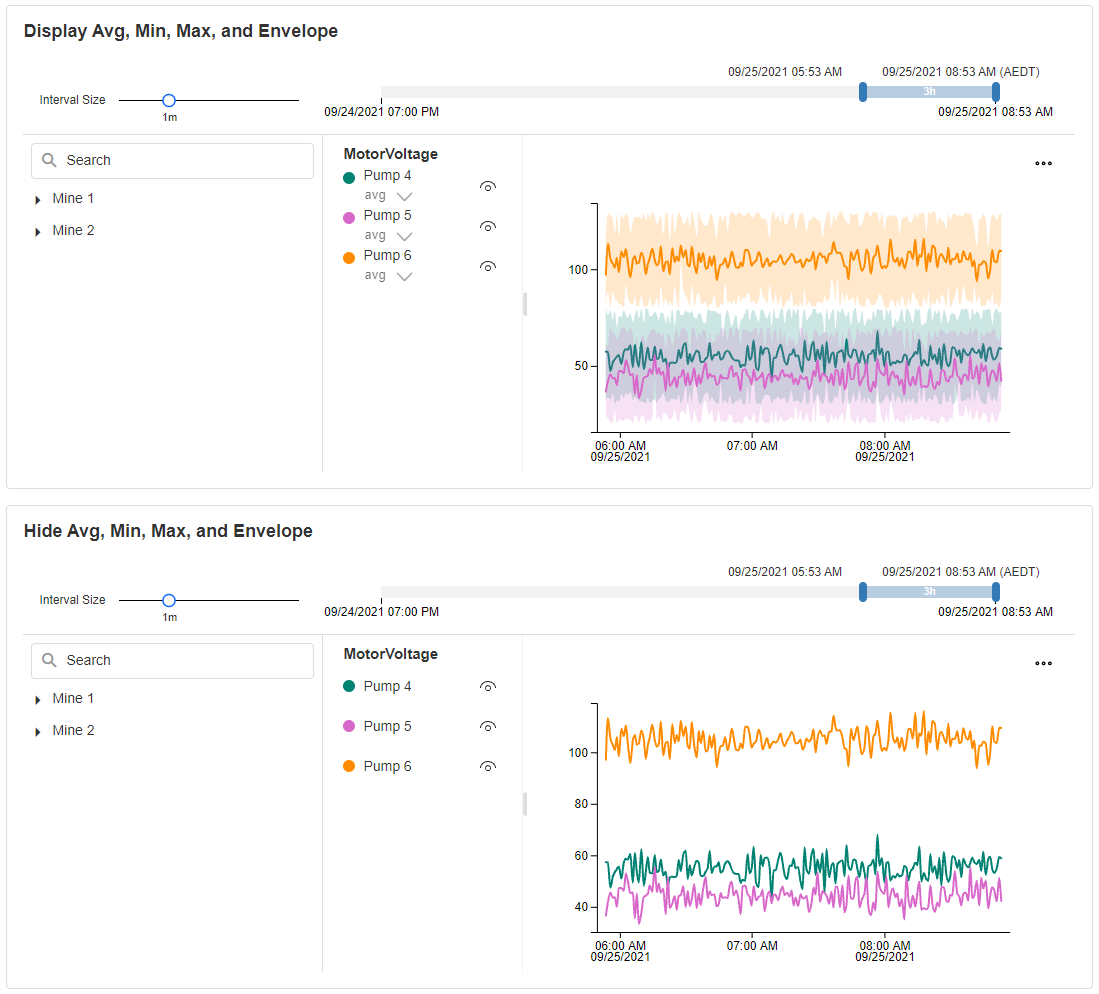 Display Avg, Min, Max, and Envelope
09/25/2021 05:53 AM 09/25/2021 08:53 AM (AEDT)
Interval Size
1m
3h
09/24/2021 07:00 PM 09/25/2021 08:53 AM
Search
Mine 1
Mine 2
MotorVoltage
Pump 4
avg
Pump 5
avg
Pump 6
avg
100
50
06:00 AM 07:00 AM 08:00 AM
09/25/2021 09/25/2021
Hide Avg, Min, Max, and Envelope
09/25/2021 05:53 AM 09/25/2021 08:53 AM (AEDT)
Interval Size
1m
3h
09/24/2021 07:00 PM 09/25/2021 08:53 AM
Search
Mine 1
Mine 2
MotorVoltage
Pump 4
Pump 5
Pump 6
100
80
60
40
06:00 AM 07:00 AM 08:00 AM
09/25/2021 09/25/2021